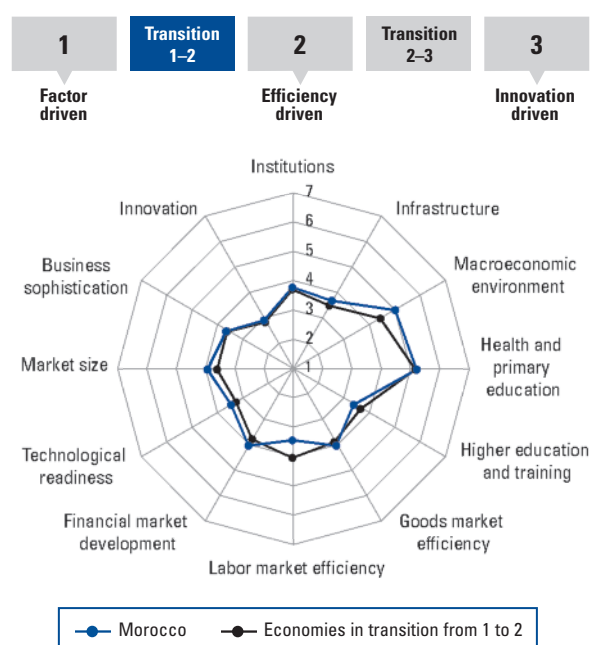 1
Transition
1–2
2
Transition
2–3
3
Factor
driven
Efficiency
driven
Innovation
driven
Institutions
7
Innovation
Infrastructure
6
5
Business
sophistication
Macroeconomic
environment
4
3
2
Market size
1
Health and
primary
education
Technological
readiness
Higher education
and training
Financial market
development
Goods market
efficiency
Labor market efficiency
Morocco
Economies in transition from 1 to 2